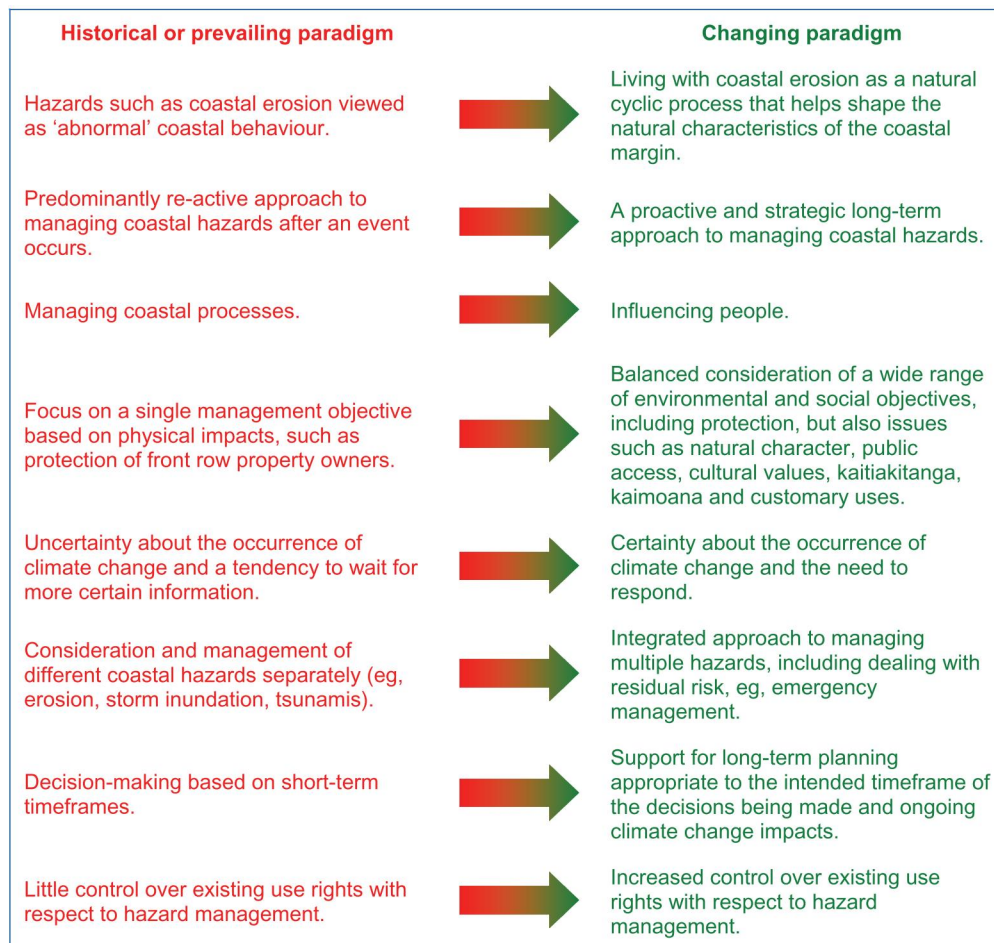 Historical or prevailing paradigm
Changing paradigm
Hazards such as coastal erosion viewed
as ‘abnormal’ coastal behaviour.
Living with coastal erosion as a natural
cyclic process that helps shape the
natural characteristics of the coastal
margin.
Predominantly re-active approach to
managing coastal hazards after an event
occurs.
A proactive and strategic long-term
approach to managing coastal hazards.
Managing coastal processes.
Influencing people.
Focus on a single management objective
based on physical impacts, such as
protection of front row property owners.
Balanced consideration of a wide range
of environmental and social objectives,
including protection, but also issues
such as natural character, public
access, cultural values, kaitiakitanga,
kaimoana and customary uses.
Uncertainty about the occurrence of
climate change and a tendency to wait for
more certain information.
Certainty about the occurrence of
climate change and the need to
respond.
Consideration and management of
different coastal hazards separately (eg,
erosion, storm inundation, tsunamis).
Integrated approach to managing
multiple hazards, including dealing with
residual risk, eg, emergency
management.
Decision-making based on short-term
timeframes.
Support for long-term planning
appropriate to the intended timeframe of
the decisions being made and ongoing
climate change impacts.
Little control over existing use rights with
respect to hazard management.
Increased control over existing use
rights with respect to hazard
management.